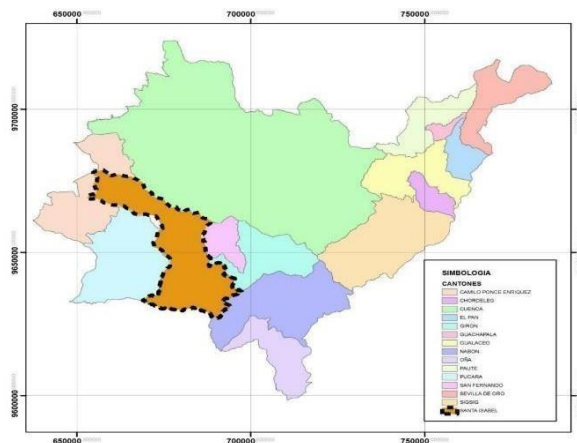 650000 700000 750000
9700000
9650000
9600000
SIMBOLOGIA
CANTONES
CAMILO PONCE ENRIQUEZ
CHORDELEG
CUENCA
EL PAN
GIRON
GUACHAPALA
GUALACEO
NABON
OÑA
PAUTE
PUCARA
SAN FERNANDO
SEVILLA DE ORO
SIGSIG
SANTA ISABEL
650000 700000 750000